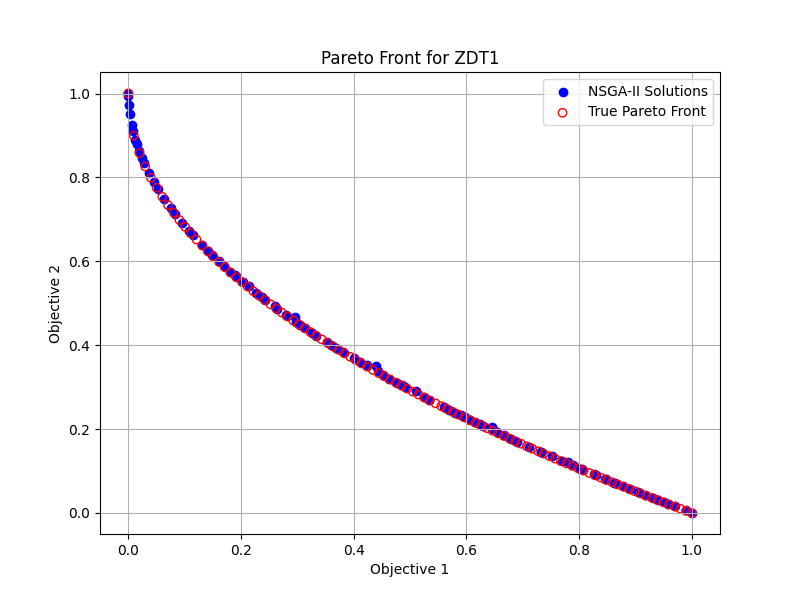 Pareto Front for ZDT1
NSGA-II Solutions
True Pareto Front
Objective 2
1.0
0.8
0.6
0.4
0.2
0.0
0.0 0.2 0.4 0.6 0.8 1.0
Objective 1